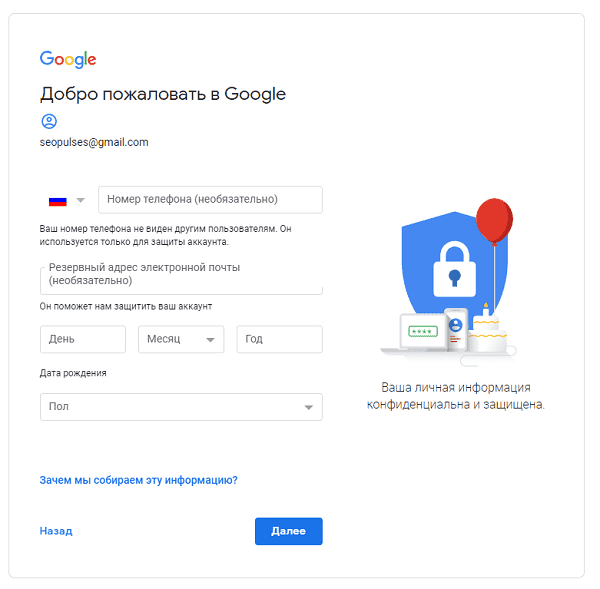 Google
Добро пожаловать в Google
seopulses@gmail.com
Номер телефона (необязательно)
Ваш номер телефона не виден другим пользователям. Он
используется только для защиты аккаунта.
Резервный адрес электронной почты
(необязательно)
Он поможет нам защитить ваш аккаунт
День
Месяц
Год
Дата рождения
Пол
Ваша личная информация
конфиденциальна и защищена.
Зачем мы собираем эту информацию?
Назад
Далее